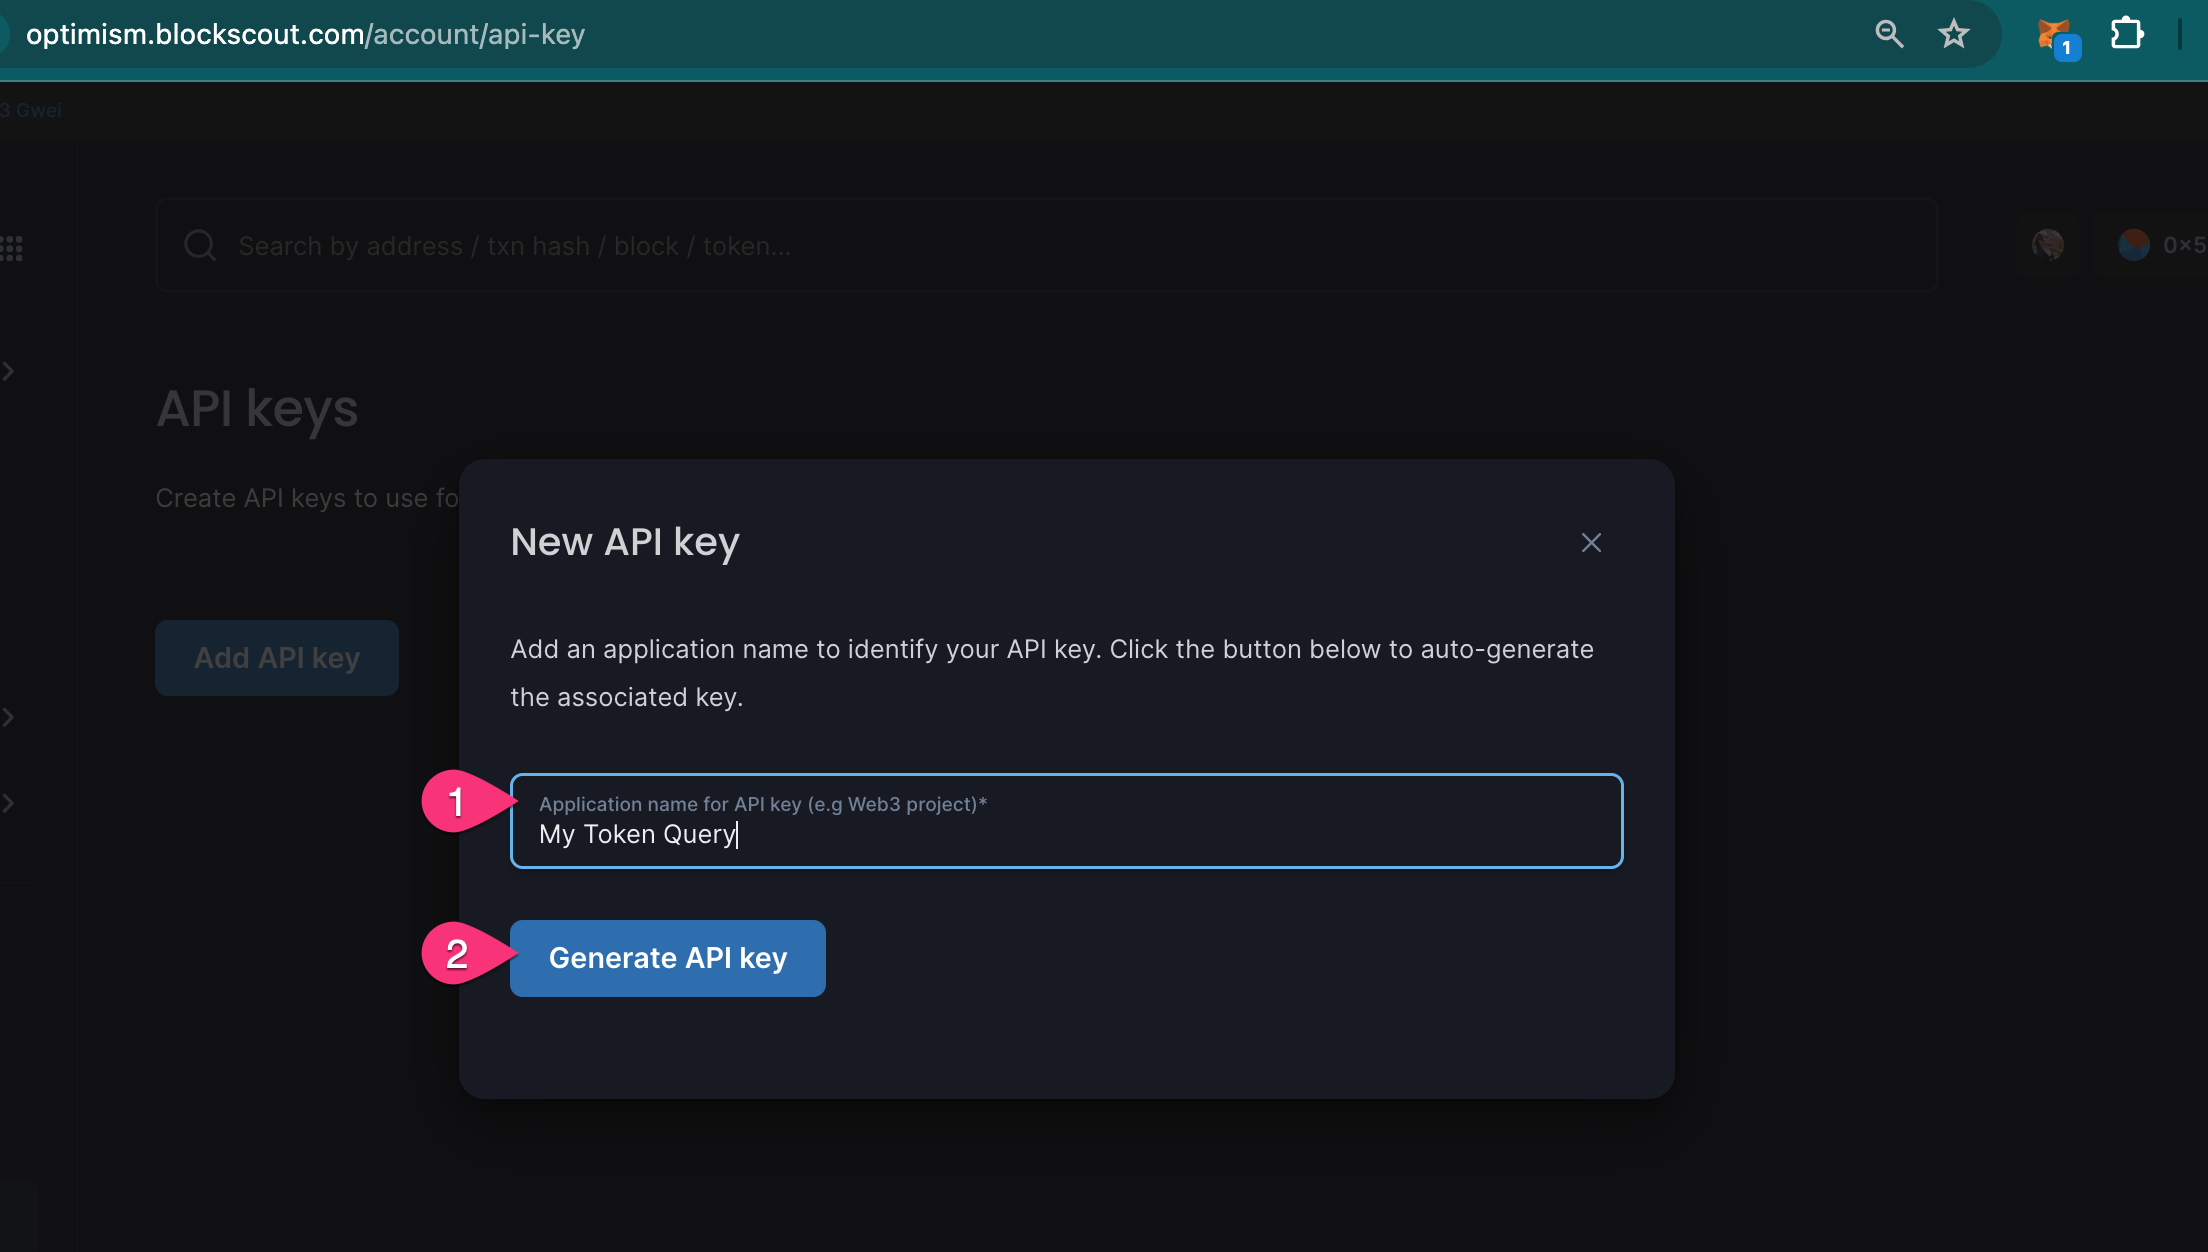 optimism.blockscout.com/account/api-key
1
3 Gwei
Search by address / txn hash / block / token...
0×5
API keys
Create API keys to use fo
Add API key
New API key
Add an application name to identify your API key. Click the button below to auto-generate
the associated key.
1
Application name for API key (e.g Web3 project)*
My Token Query
2
Generate API key